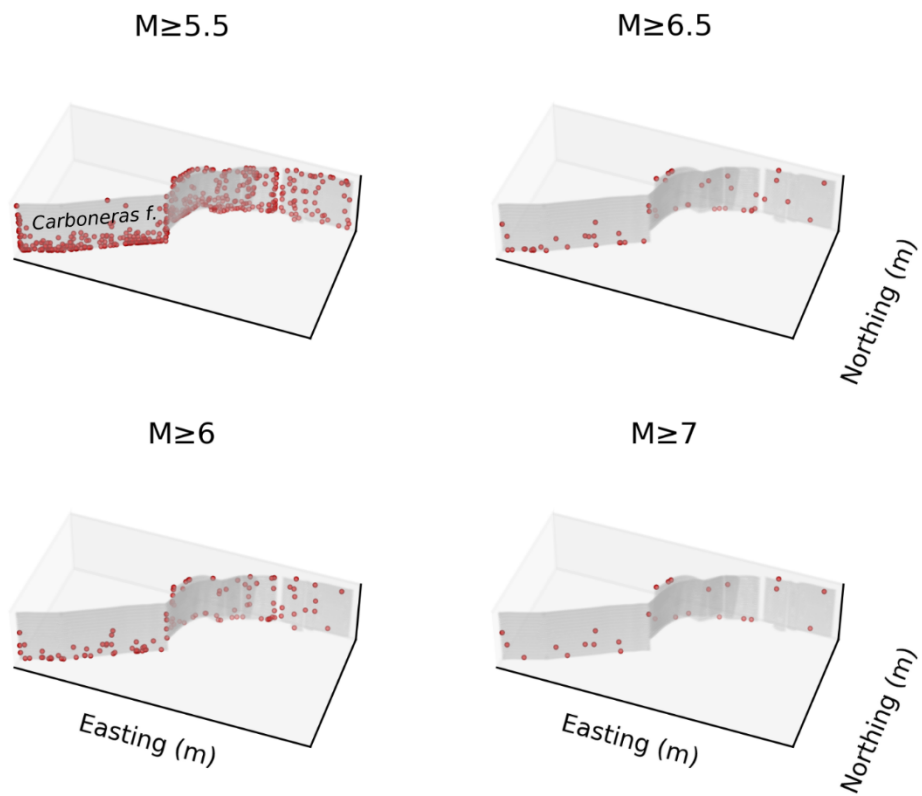 M≥5.5
M≥6.5
Carboneras f.
Northing (m)
M≥6
M≥7
Easting (m)
Easting (m)
Northing (m)